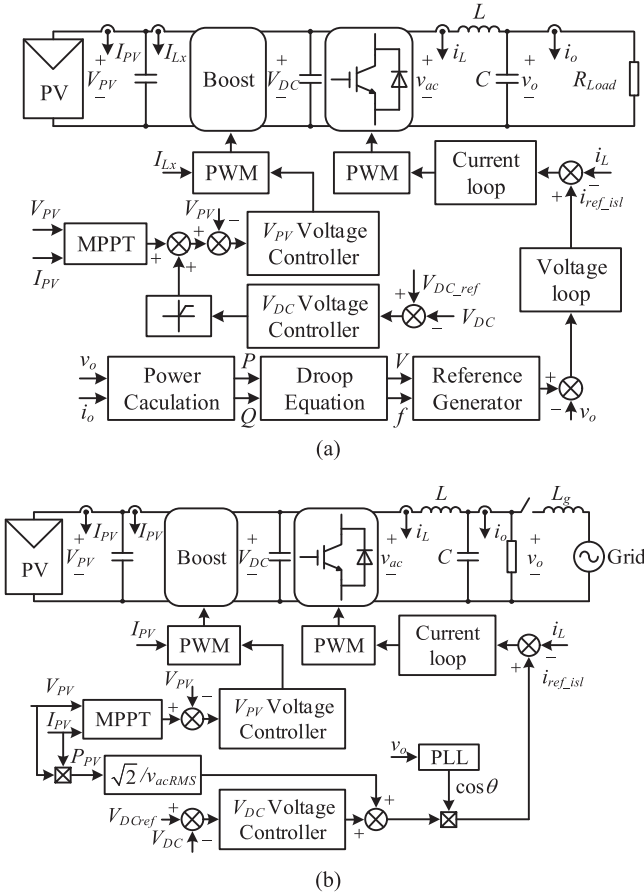 PV
V_PV
I_PV
I_Lx
Boost
V_DC
v_ac
i_L
L
C
v_o
i_o
R_Load
I_Lx
PWM
PWM
Current loop
i_L
i_ref_isl
V_PV
I_PV
MPPT
V_PV
V_PV Voltage Controller
Voltage loop
V_DC Voltage Controller
V_DC_ref
V_DC
v_o
i_o
Power Caculation
P
Q
Droop Equation
V
f
Reference Generator
v_o
(a)
PV
V_PV
I_PV
I_PV
Boost
V_DC
v_ac
i_L
L
C
i_o
v_o
L_g
Grid
I_PV
PWM
PWM
Current loop
i_L
i_ref_isl
V_PV
I_PV
MPPT
V_PV
V_PV Voltage Controller
P_PV
√2/v_acRMS
v_o
PLL
cosθ
V_DCref
V_DC
V_DC Voltage Controller
(b)